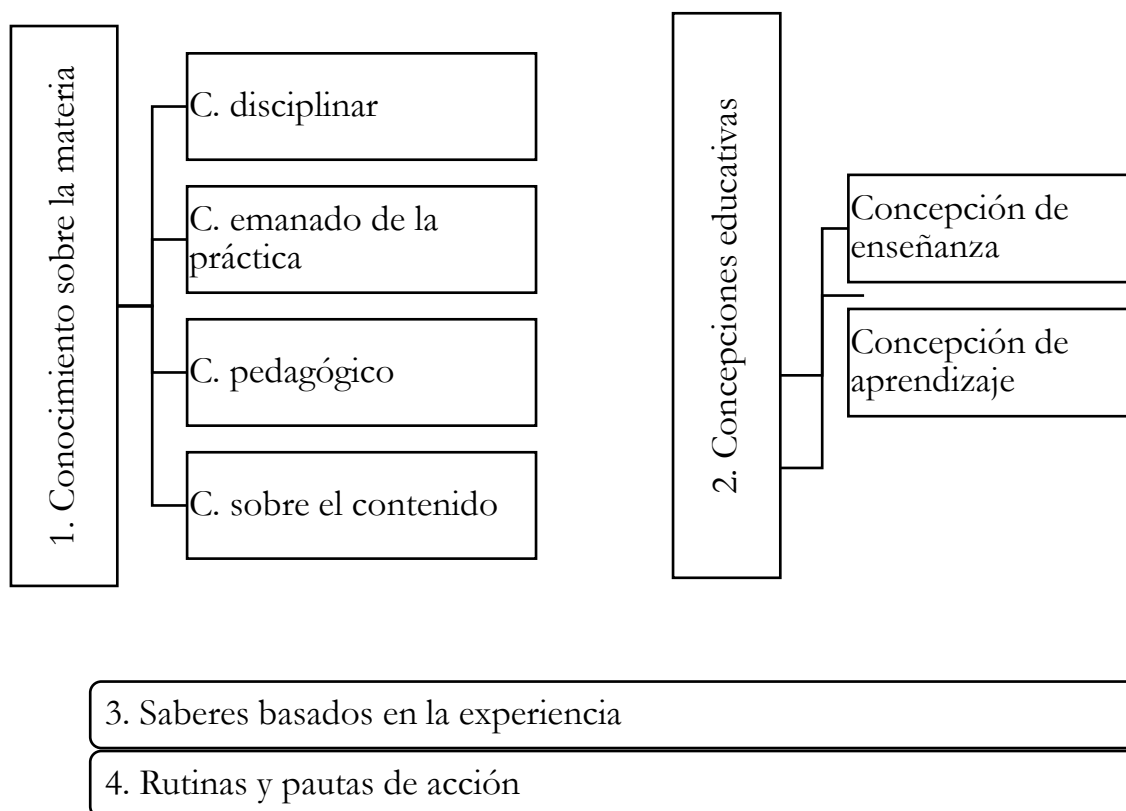 1. Conocimiento sobre la materia
C. disciplinar
C. emanado de la
práctica
C. pedagógico
C. sobre el contenido
2. Concepciones educativas
Concepción de
enseñanza
Concepción de
aprendizaje
3. Saberes basados en la experiencia
4. Rutinas y pautas de acción